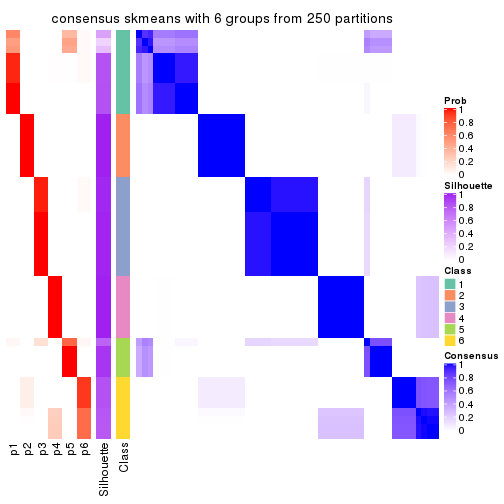 consensus skmeans with 6 groups from 250 partitions
Prob
1
0.8
0.6
0.4
0.2
0
Silhouette
1
0.8
0.6
0.4
0.2
0
Class
1
2
3
4
5
6
Consensus
1
0.8
0.6
0.4
0.2
0
p1
p2
p3
p4
p5
p6
Silhouette
Class